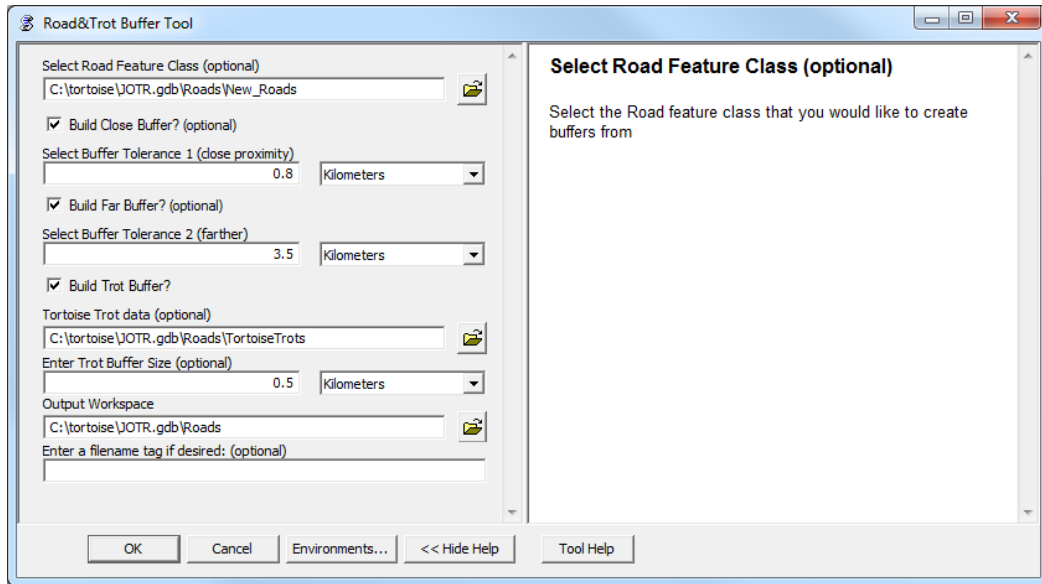 Road&Trot Buffer Tool
Select Road Feature Class (optional)
C:\tortoise\JOTR.gdb\Roads\New_Roads
Build Close Buffer? (optional)
Select Buffer Tolerance 1 (close proximity)
0.8 Kilometers
Build Far Buffer? (optional)
Select Buffer Tolerance 2 (farther)
3.5 Kilometers
Build Trot Buffer?
Tortoise Trot data (optional)
C:\tortoise\JOTR.gdb\Roads\TortoiseTrots
Enter Trot Buffer Size (optional)
0.5 Kilometers
Output Workspace
C:\tortoise\JOTR.gdb\Roads
Enter a filename tag if desired: (optional)
Select Road Feature Class (optional)
Select the Road feature class that you would like to create
buffers from
OK Cancel Environments... << Hide Help Tool Help